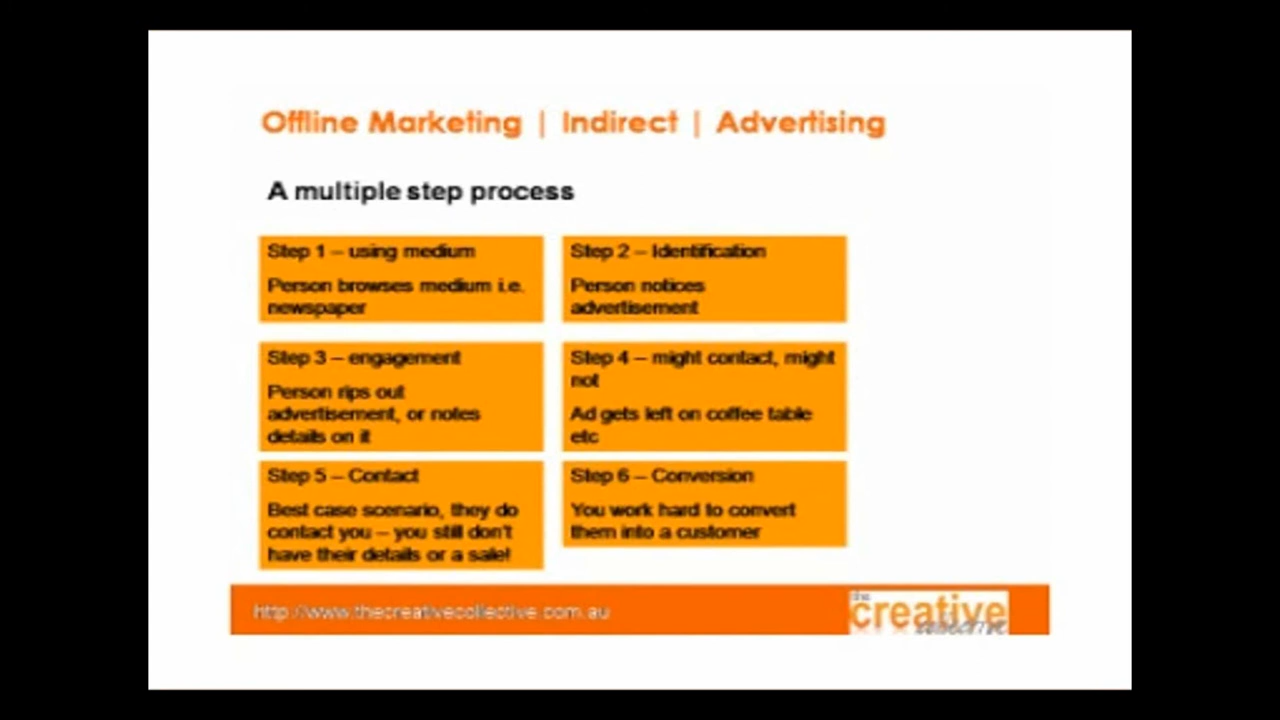 Offline Marketing | Indirect | Advertising
A multiple step process
Step 1 – using medium
Person browses medium i.e.
newspaper
Step 2 – Identification
Person notices
advertisement
Step 3 – engagement
Person rips out
advertisement, or notes
details on it
Step 4 – might contact, might
not
Ad gets left on coffee table
etc
Step 5 – Contact
Best case scenario, they do
contact you – you still don't
have their details or a sale!
Step 6 – Conversion
You work hard to convert
them into a customer
http://www.thecreativecollective.com.au
the
creative
collective